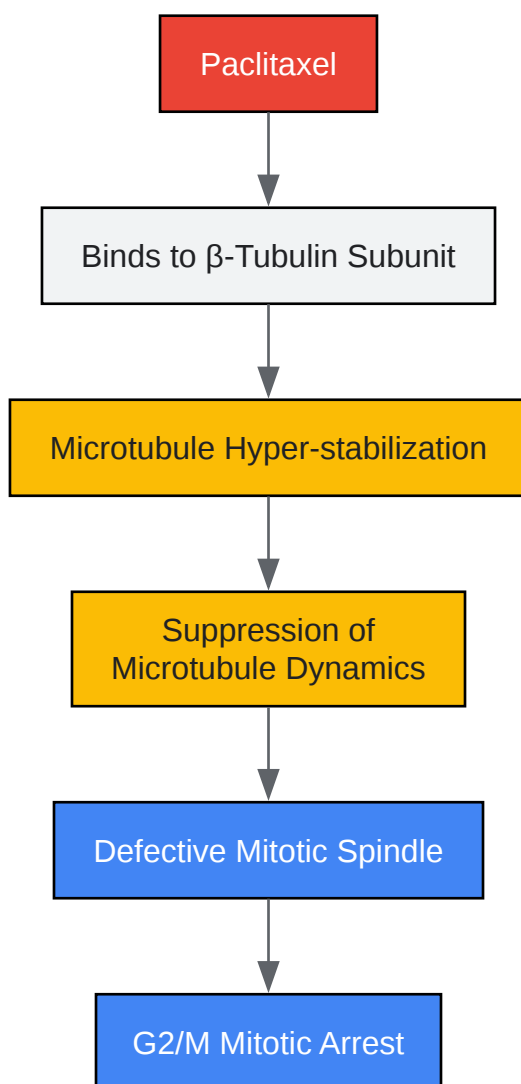 Paclitaxel
Binds to β-Tubulin Subunit
Microtubule Hyper-stabilization
Suppression of
Microtubule Dynamics
Defective Mitotic Spindle
G2/M Mitotic Arrest